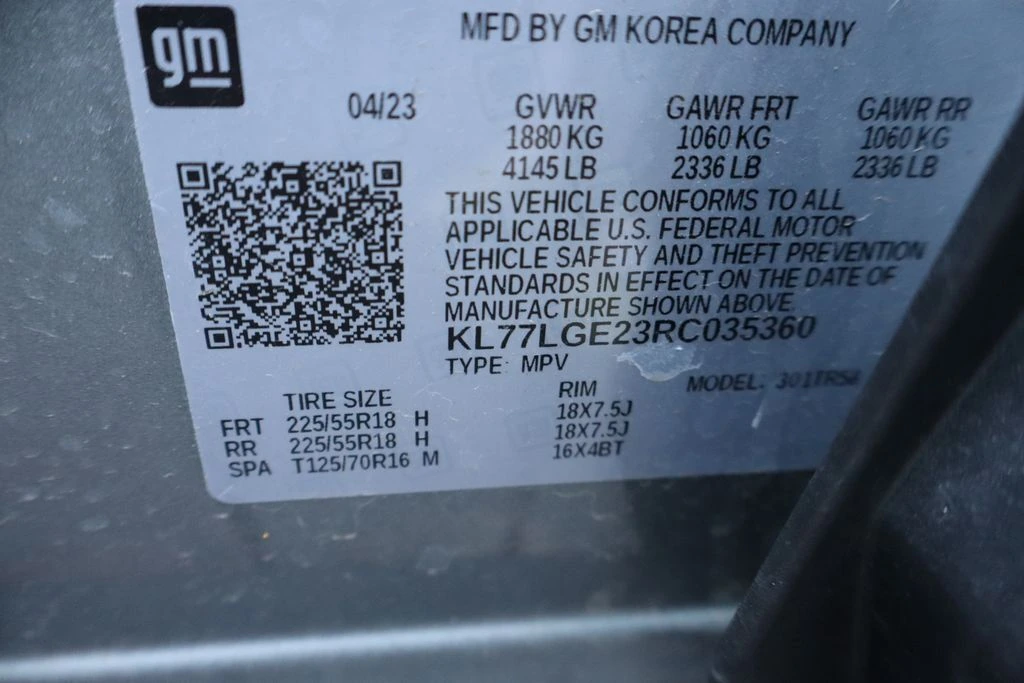 gm
MFD BY GM KOREA COMPANY
04/23 GVWR GAWR FRT GAWR RR
1880 KG 1060 KG 1060 KG
4145 LB 2336 LB 2336 LB
THIS VEHICLE CONFORMS TO ALL
APPLICABLE U.S. FEDERAL MOTOR
VEHICLE SAFETY AND THEFT PREVENTION
STANDARDS IN EFFECT ON THE DATE OF
MANUFACTURE SHOWN ABOVE.
KL77LGE23RC035360
TYPE: MPV MODEL:
TIRE SIZE RIM
FRT 225/55R18 H 18X7.5J
RR 225/55R18 H 18X7.5J
SPA T125/70R16 M 16X4BT